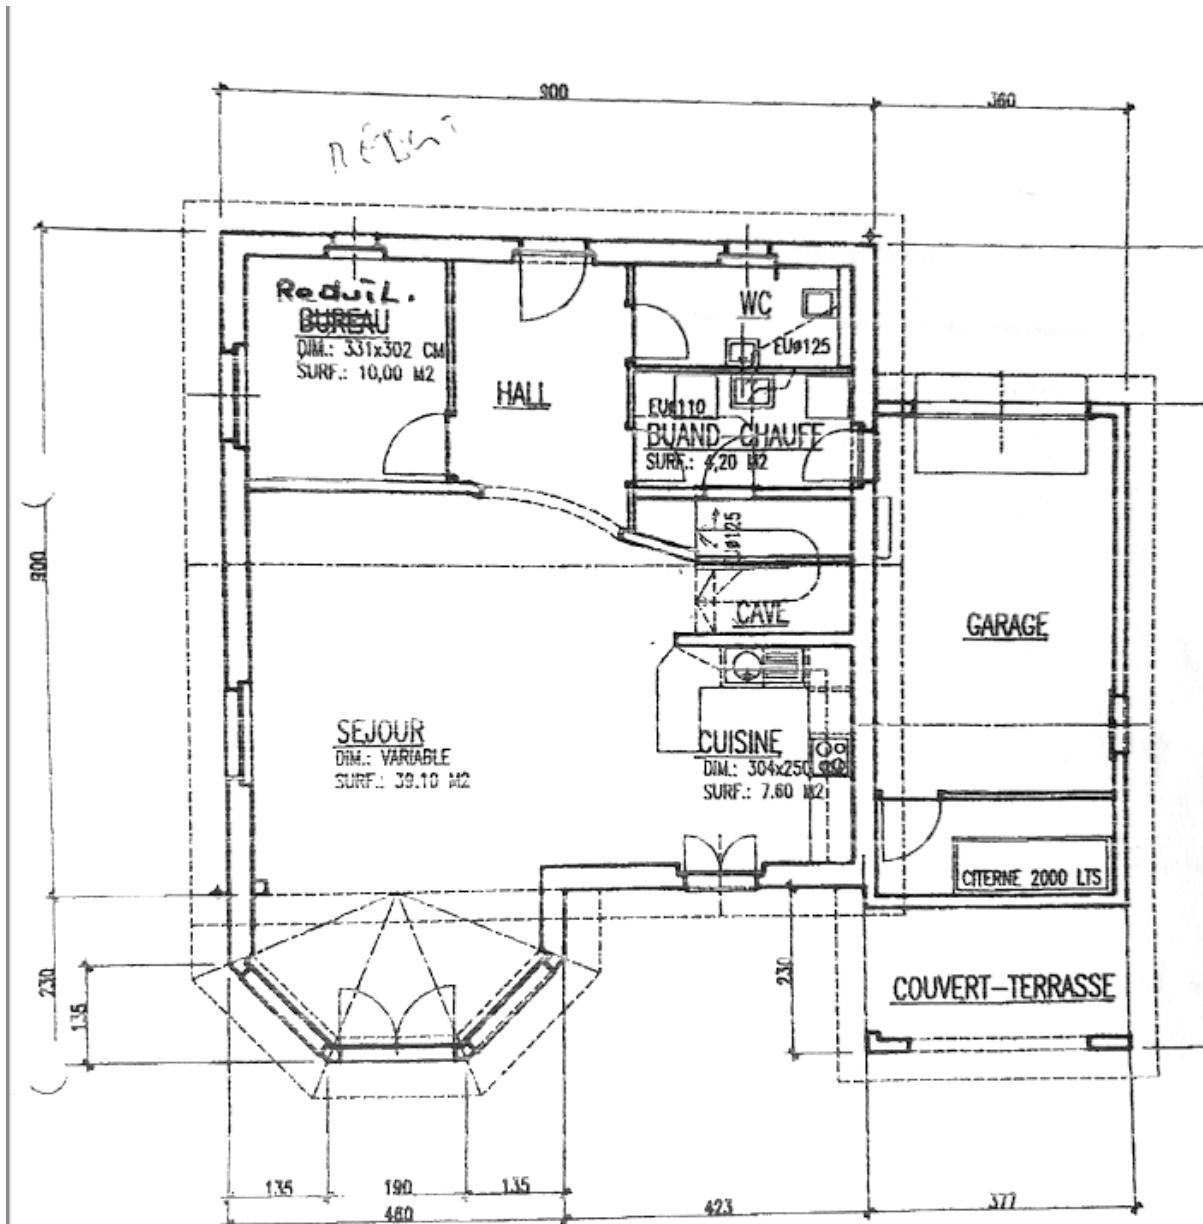 900
360
Reduit.
BUREAU
DIM.: 331x302 CM
SURF.: 10,00 M2
HALL
WC
EUø125
EUø110
BUAND-CHAUFF
SURF.: 4,20 M2
Uø125
CAVE
GARAGE
900
SEJOUR
DIM.: VARIABLE
SURF.: 39.10 M2
CUISINE
DIM.: 304x250
SURF.: 7.60 M2
CITERNE 2000 LTS
230
135
230
COUVERT-TERRASSE
135
190
135
460
423
377